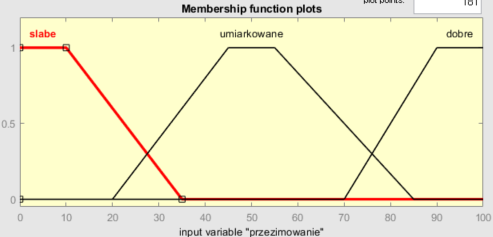 plot points:
181
Membership function plots
slabe
umiarkowane
dobre
1
0.5
0
0 10 20 30 40 50 60 70 80 90 100
input variable "przezimowanie"